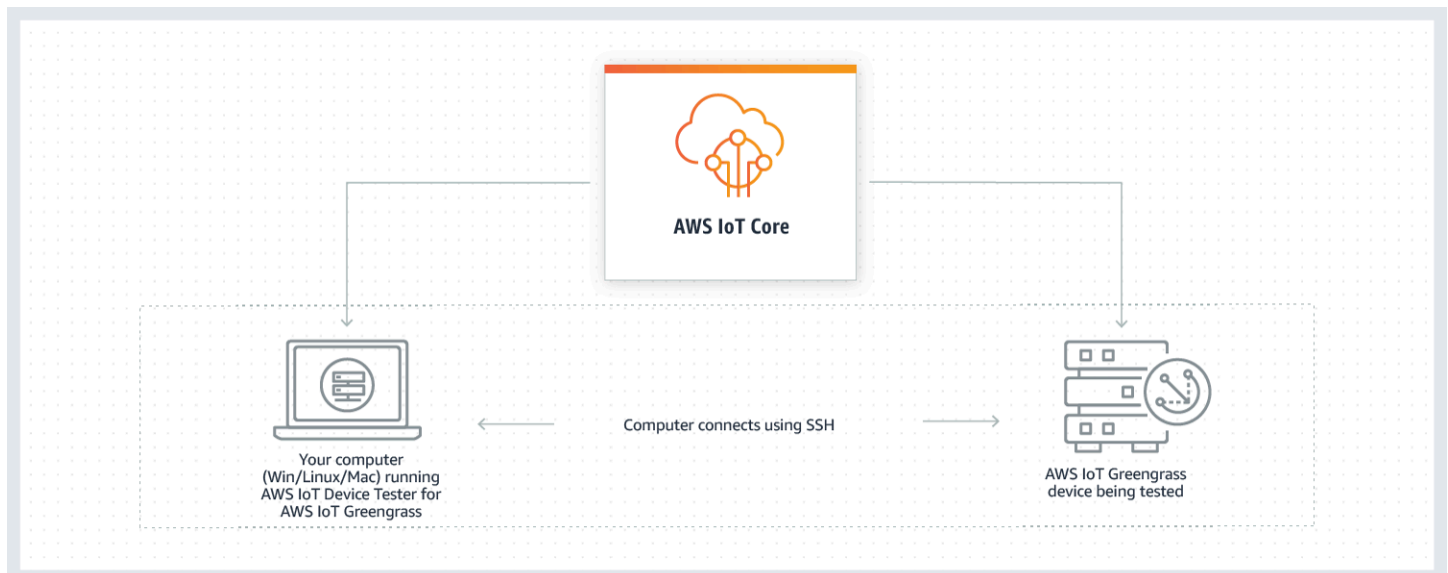 AWS IoT Core
Computer connects using SSH
Your computer
(Win/Linux/Mac) running
AWS IoT Device Tester for
AWS IoT Greengrass
AWS IoT Greengrass
device being tested